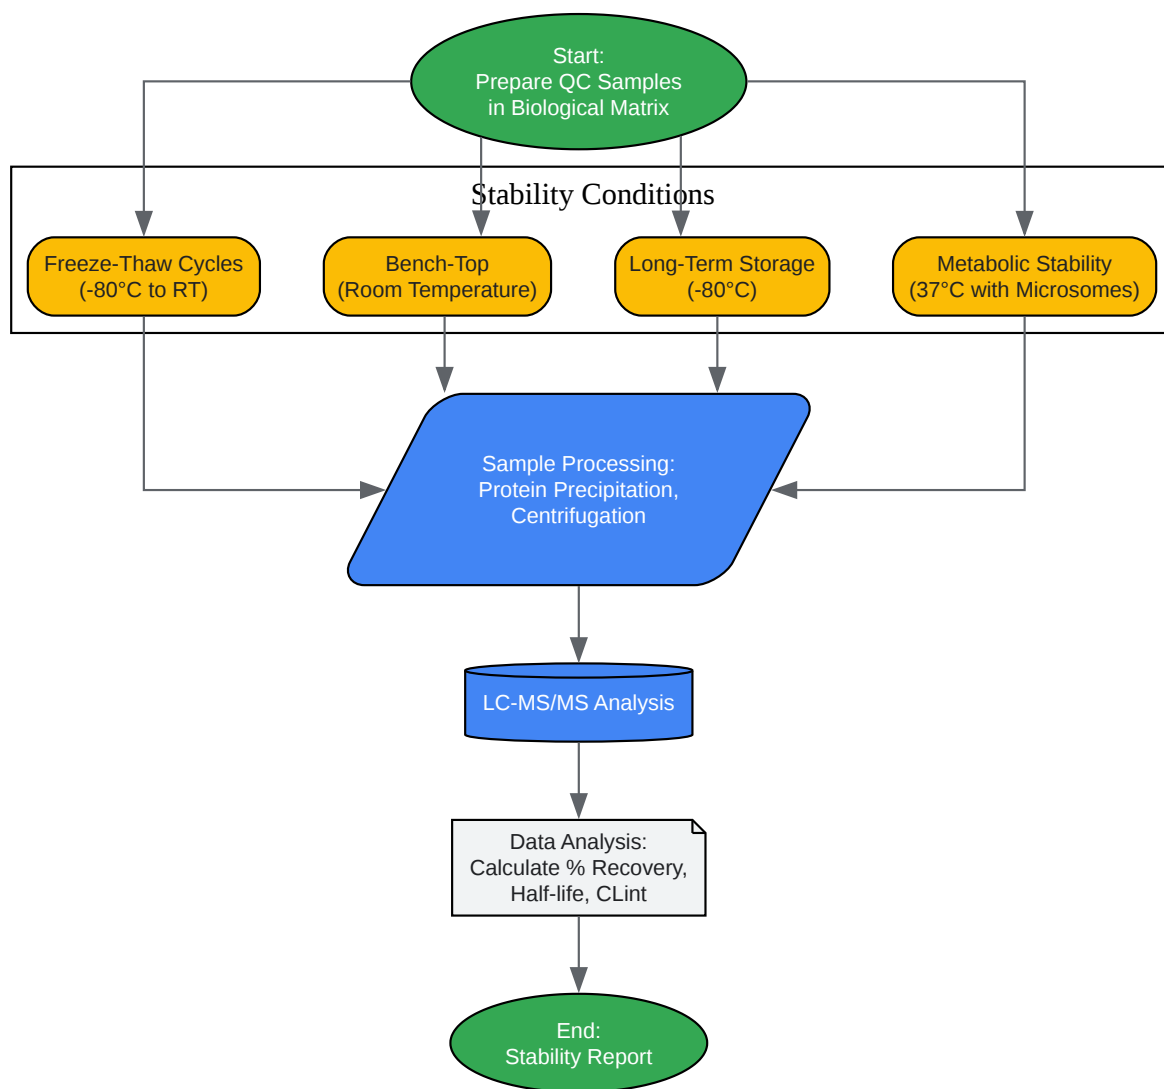 Start:
Prepare QC Samples
in Biological Matrix
Stability Conditions
Freeze-Thaw Cycles
(-80°C to RT)
Bench-Top
(Room Temperature)
Long-Term Storage
(-80°C)
Metabolic Stability
(37°C with Microsomes)
Sample Processing:
Protein Precipitation,
Centrifugation
LC-MS/MS Analysis
Data Analysis:
Calculate % Recovery,
Half-life, CLint
End:
Stability Report